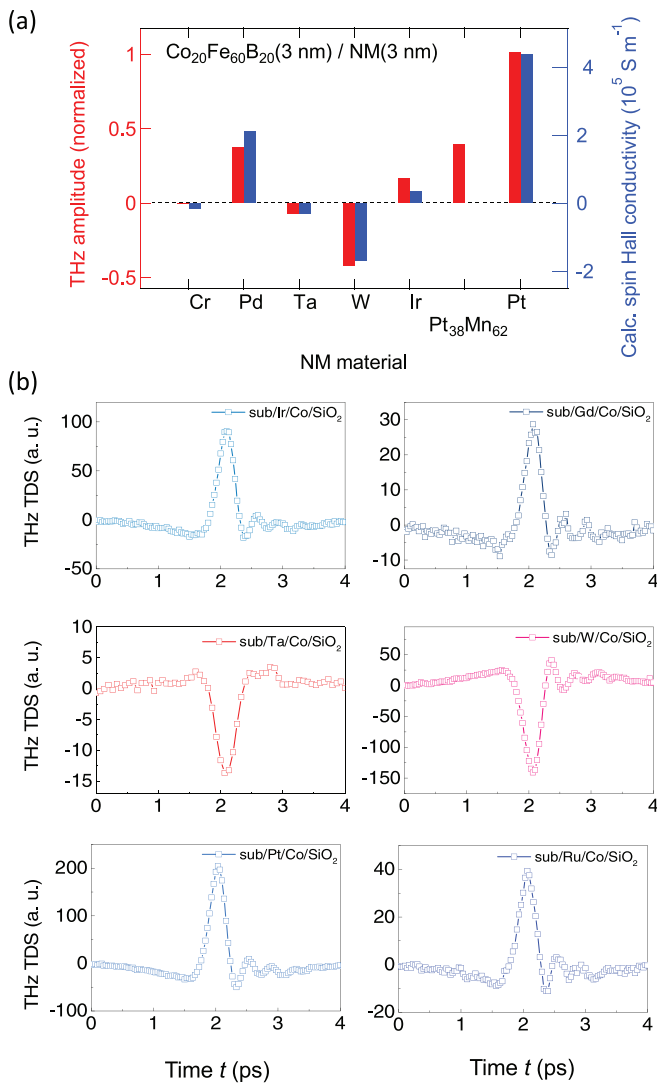 (a)
Co20Fe60B20(3 nm) / NM(3 nm)
THz amplitude (normalized)
1
0.5
0
-0.5
Calc. spin Hall conductivity (10⁵ S m⁻¹)
4
2
0
-2
Cr Pd Ta W Ir Pt
Pt38Mn62
NM material
(b)
sub/Ir/Co/SiO2
THz TDS (a. u.)
100
50
0
-50
0 1 2 3 4
sub/Gd/Co/SiO2
30
20
10
0
-10
0 1 2 3 4
sub/Ta/Co/SiO2
THz TDS (a. u.)
10
5
0
-5
-10
-15
0 1 2 3 4
sub/W/Co/SiO2
50
0
-50
-100
-150
0 1 2 3 4
sub/Pt/Co/SiO2
THz TDS (a. u.)
200
100
0
-100
0 1 2 3 4
Time t (ps)
sub/Ru/Co/SiO2
40
20
0
-20
0 1 2 3 4
Time t (ps)